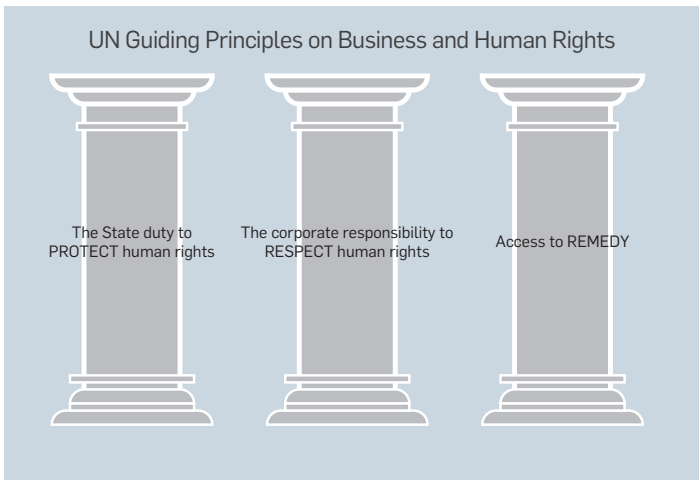 UN Guiding Principles on Business and Human Rights
The State duty to
PROTECT human rights
The corporate responsibility to
RESPECT human rights
Access to REMEDY